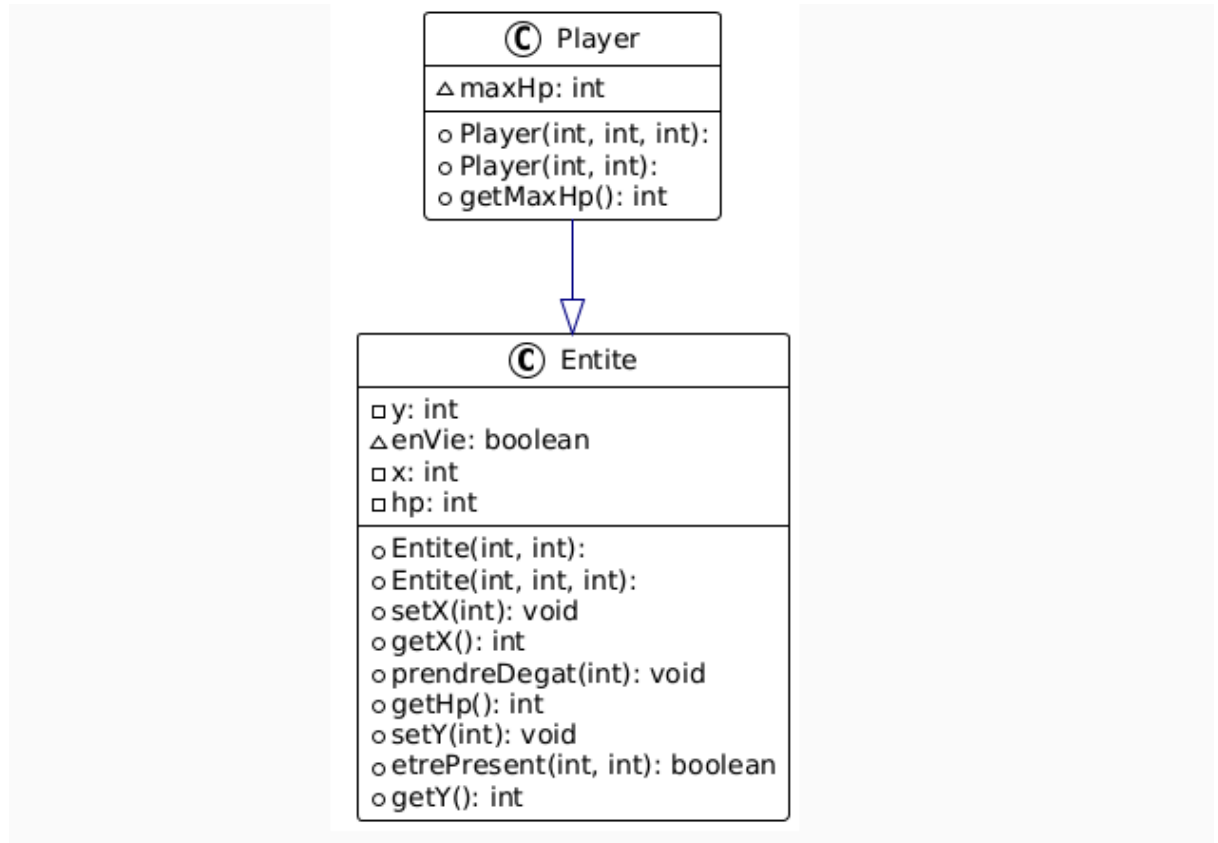 C Player
maxHp: int
Player(int, int, int):
Player(int, int):
getMaxHp(): int
C Entite
y: int
enVie: boolean
x: int
hp: int
Entite(int, int):
Entite(int, int, int):
setX(int): void
getX(): int
prendreDegat(int): void
getHp(): int
setY(int): void
etrePresent(int, int): boolean
getY(): int